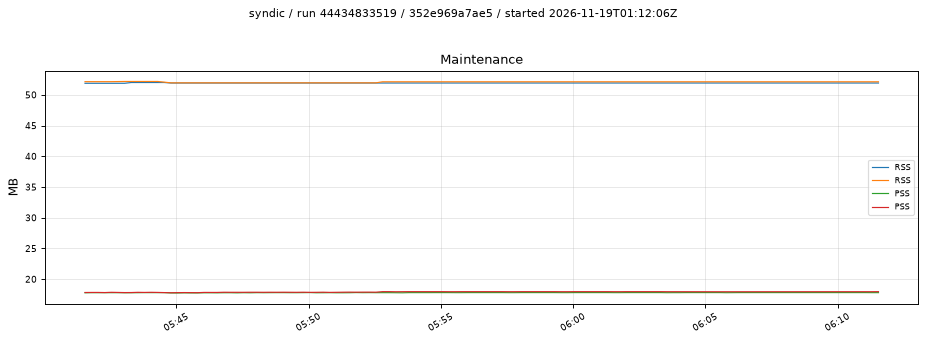 syndic / run 44434833519 / 352e969a7ae5 / started 2026-11-19T01:12:06Z
Maintenance
MB
50
45
40
35
30
25
20
RSS
RSS
PSS
PSS
05:45
05:50
05:55
06:00
06:05
06:10